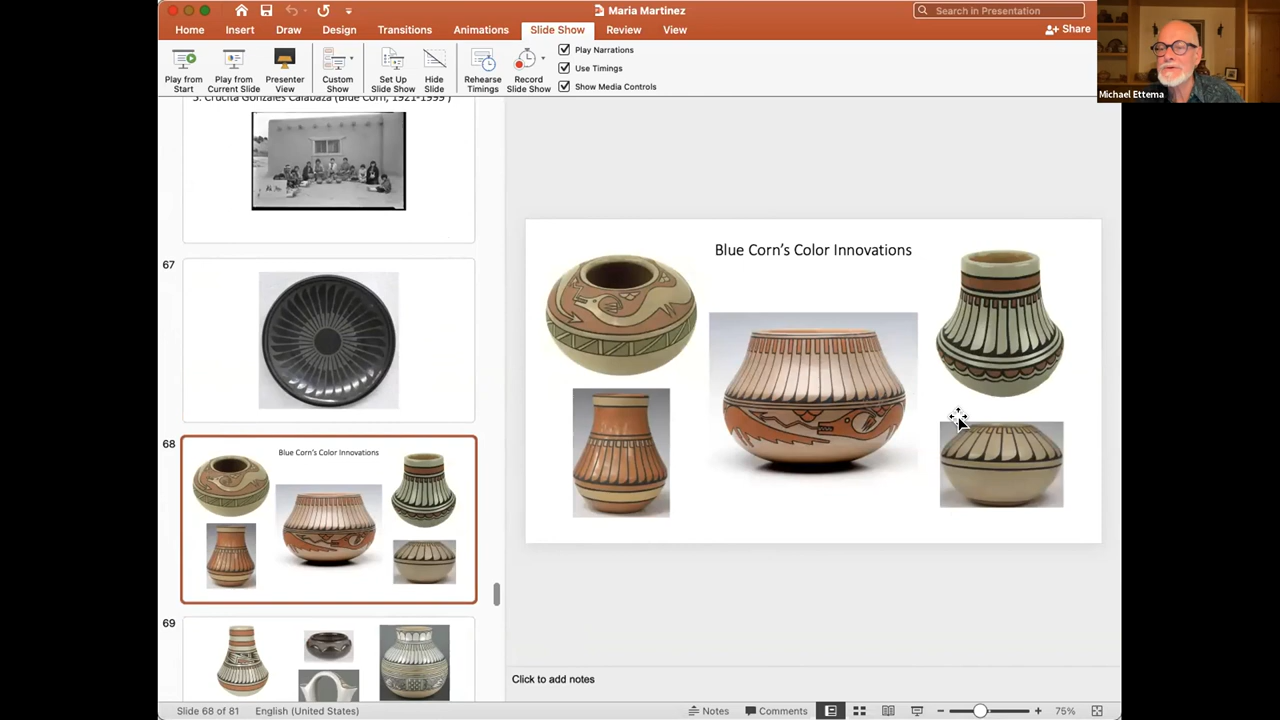 Maria Martinez
Search in Presentation
Home Insert Draw Design Transitions Animations Slide Show Review View
Share
Play from Start
Play from Current Slide
Presenter View
Custom Show
Set Up Slide Show
Hide Slide
Rehearse Timings
Record Slide Show
Play Narrations
Use Timings
Show Media Controls
Michael Ettema
5. Crucita Gonzales Calabaza (Blue Corn, 1921-1999 )
67
68
Blue Corn's Color Innovations
69
Blue Corn's Color Innovations
Click to add notes
Slide 68 of 81 English (United States)
Notes Comments 75%